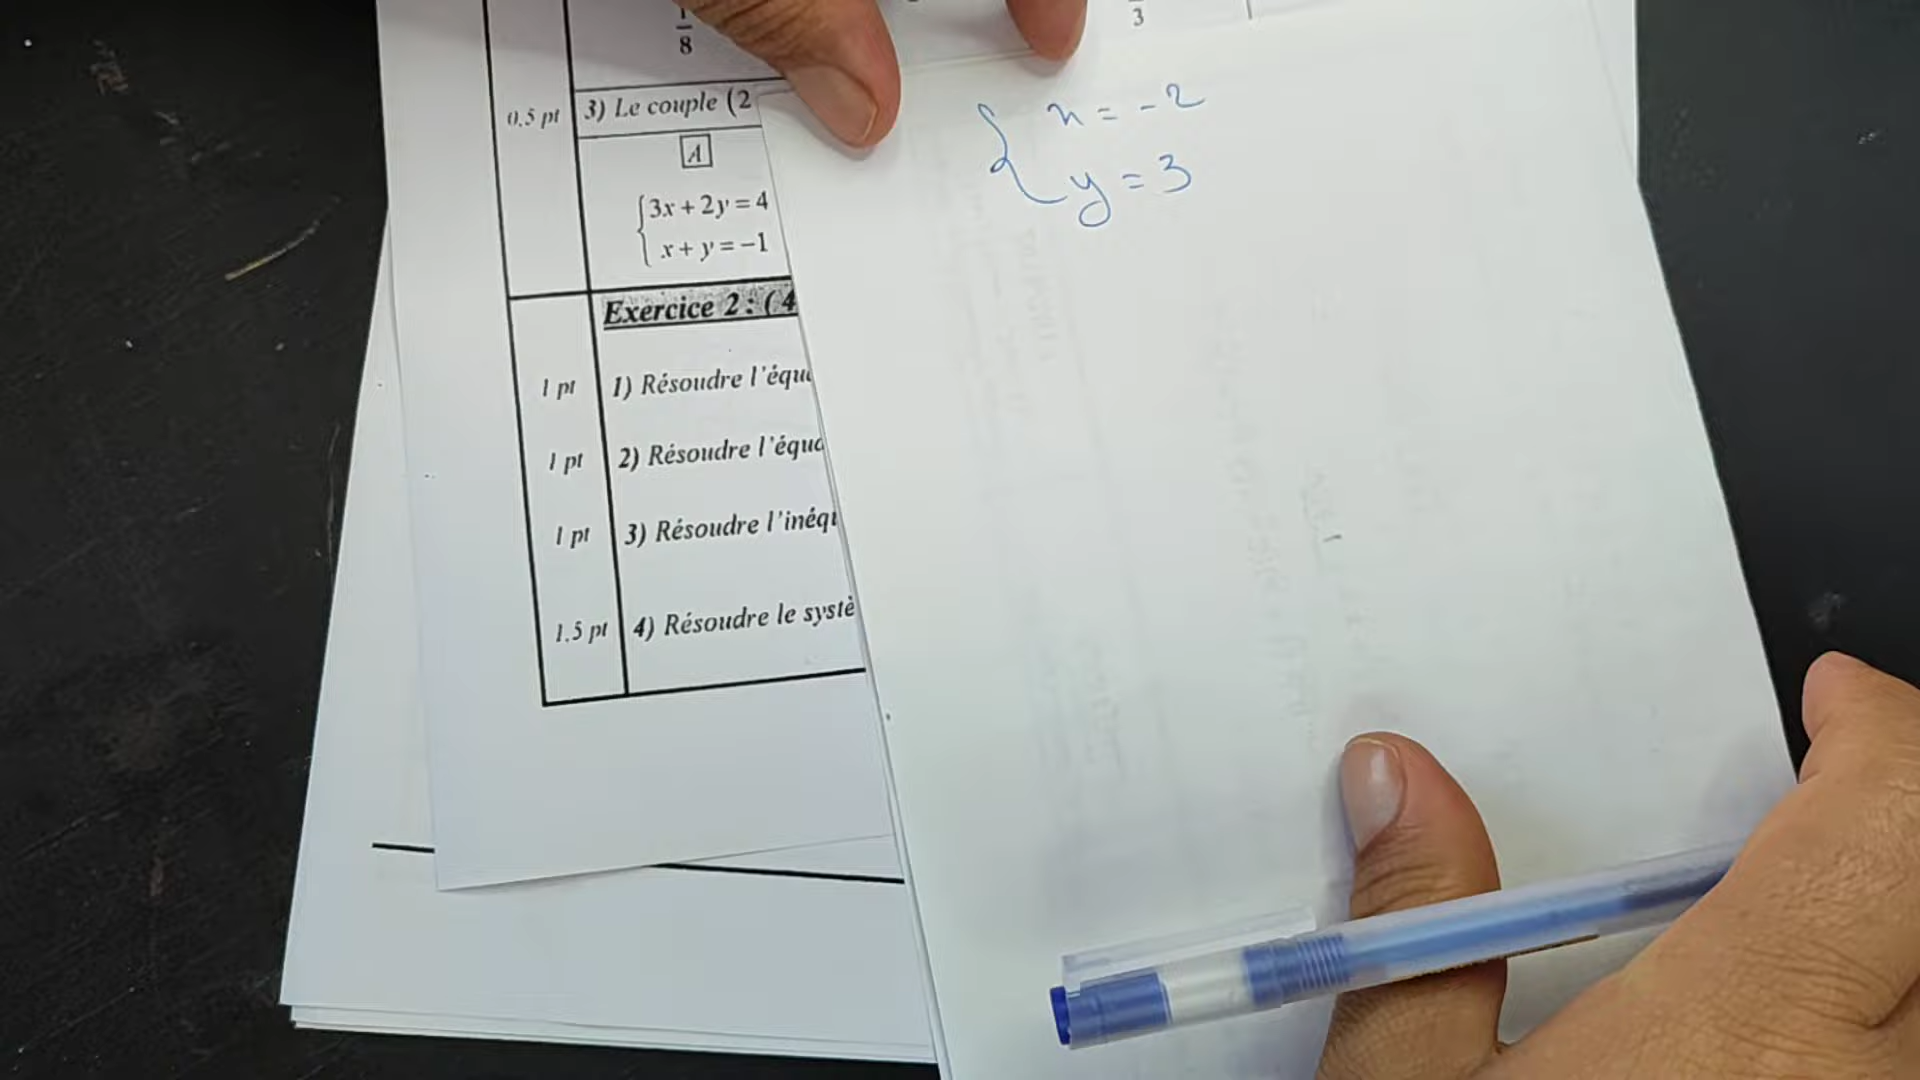 8
3
0.5 pt 3) Le couple (2
A
3x + 2y = 4
x + y = -1
x = -2
y = 3
Exercice 2 : ( 4
1 pt 1) Résoudre l'équ
1 pt 2) Résoudre l'équa
1 pt 3) Résoudre l'inéqu
1.5 pt 4) Résoudre le systè